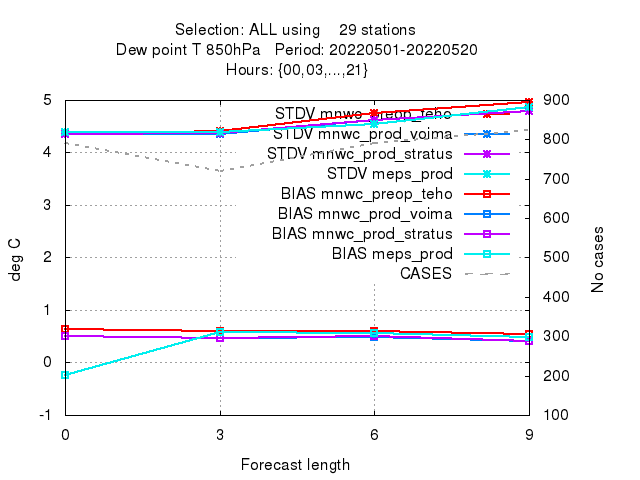 Selection: ALL using 29 stations
Dew point T 850hPa Period: 20220501-20220520
Hours: {00,03,...,21}
5
4
3
2
1
0
-1
deg C
STDV mnwc_preop_teho
STDV mnwc_prod_voima
STDV mnwc_prod_stratus
STDV meps_prod
BIAS mnwc_preop_teho
BIAS mnwc_prod_voima
BIAS mnwc_prod_stratus
BIAS meps_prod
CASES
900
800
700
600
500
400
300
200
100
No cases
0 3 6 9
Forecast length